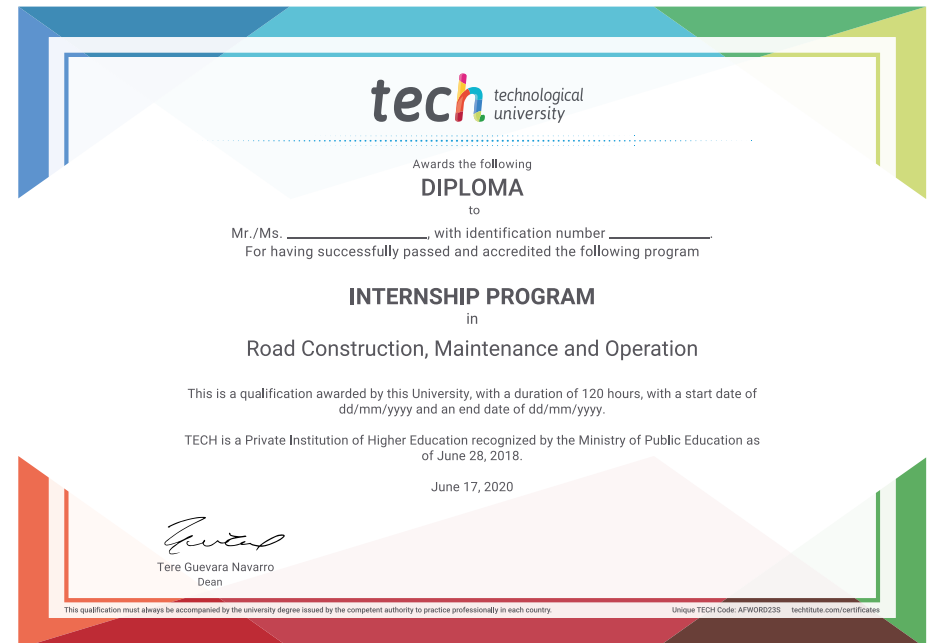 tech technological
university
Awards the following
DIPLOMA
to
Mr./Ms. ____________________, with identification number ______________.
For having successfully passed and accredited the following program
INTERNSHIP PROGRAM
in
Road Construction, Maintenance and Operation
This is a qualification awarded by this University, with a duration of 120 hours, with a start date of
dd/mm/yyyy and an end date of dd/mm/yyyy.
TECH is a Private Institution of Higher Education recognized by the Ministry of Public Education as
of June 28, 2018.
June 17, 2020
Tere Guevara Navarro
Dean
This qualification must always be accompanied by the university degree issued by the competent authority to practice professionally in each country.
Unique TECH Code: AFWORD23S techtitute.com/certificates